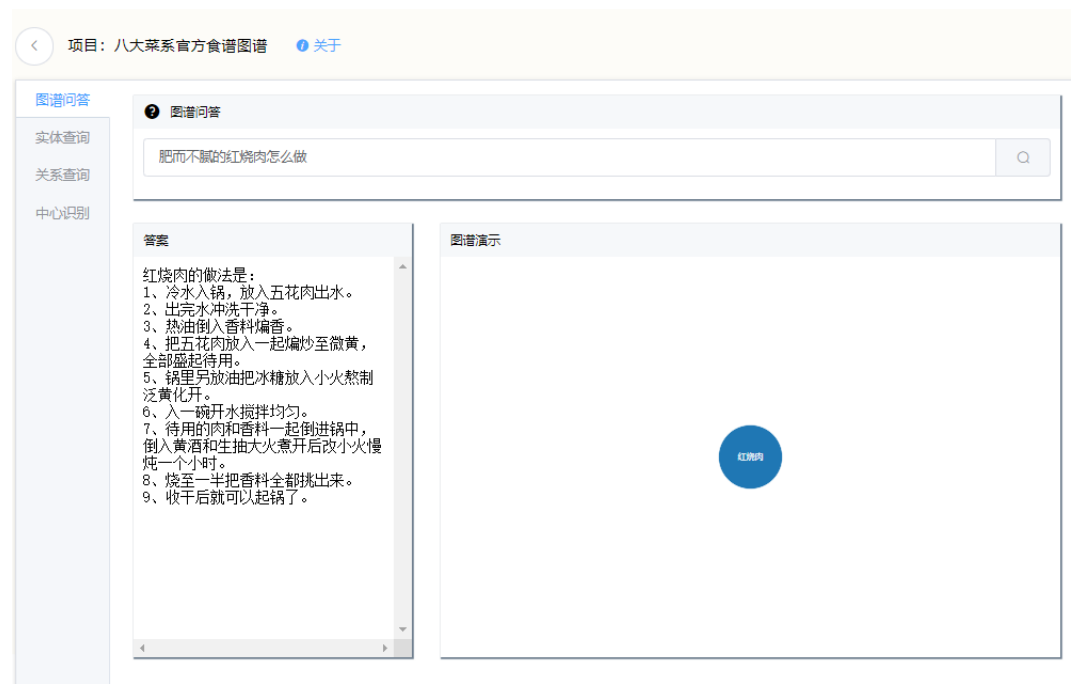 项目：八大菜系官方食谱图谱 关于
图谱问答
实体查询
关系查询
中心识别
图谱问答
肥而不腻的红烧肉怎么做
答案
红烧肉的做法是：
1、冷水入锅，放入五花肉出水。
2、出完水冲洗干净。
3、热油倒入香料煸香。
4、把五花肉放入一起煸炒至微黄，
全部盛起待用。
5、锅里另放油把冰糖放入小火熬制
泛黄化开。
6、入一碗开水搅拌均匀。
7、待用的肉和香料一起倒进锅中，
倒入黄酒和生抽大火煮开后改小火慢
炖一个小时。
8、烧至一半把香料全都挑出来。
9、收干后就可以起锅了。
图谱演示
红烧肉